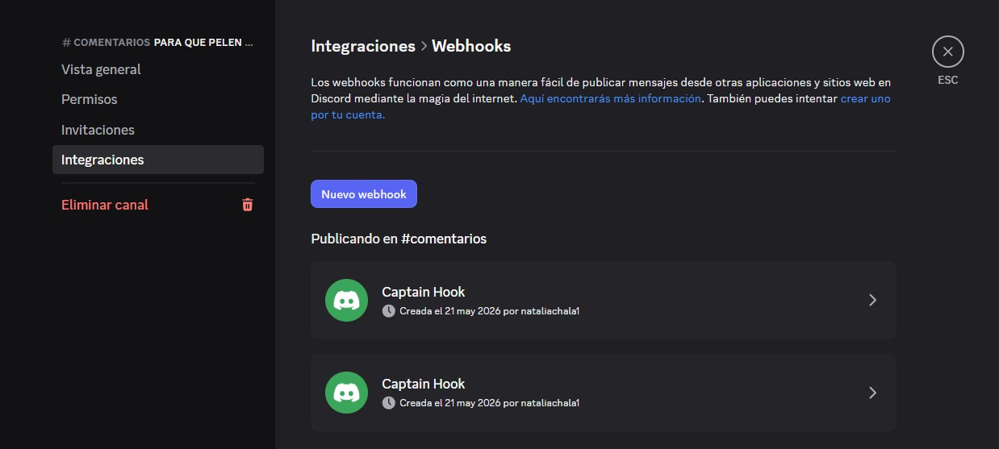 # COMENTARIOS PARA QUE PELEN ...
Vista general
Permisos
Invitaciones
Integraciones
Eliminar canal
Integraciones > Webhooks
Los webhooks funcionan como una manera fácil de publicar mensajes desde otras aplicaciones y sitios web en
Discord mediante la magia del internet. Aquí encontrarás más información. También puedes intentar crear uno
por tu cuenta.
ESC
Nuevo webhook
Publicando en #comentarios
Captain Hook
Creada el 21 may 2026 por nataliachala1
Captain Hook
Creada el 21 may 2026 por nataliachala1